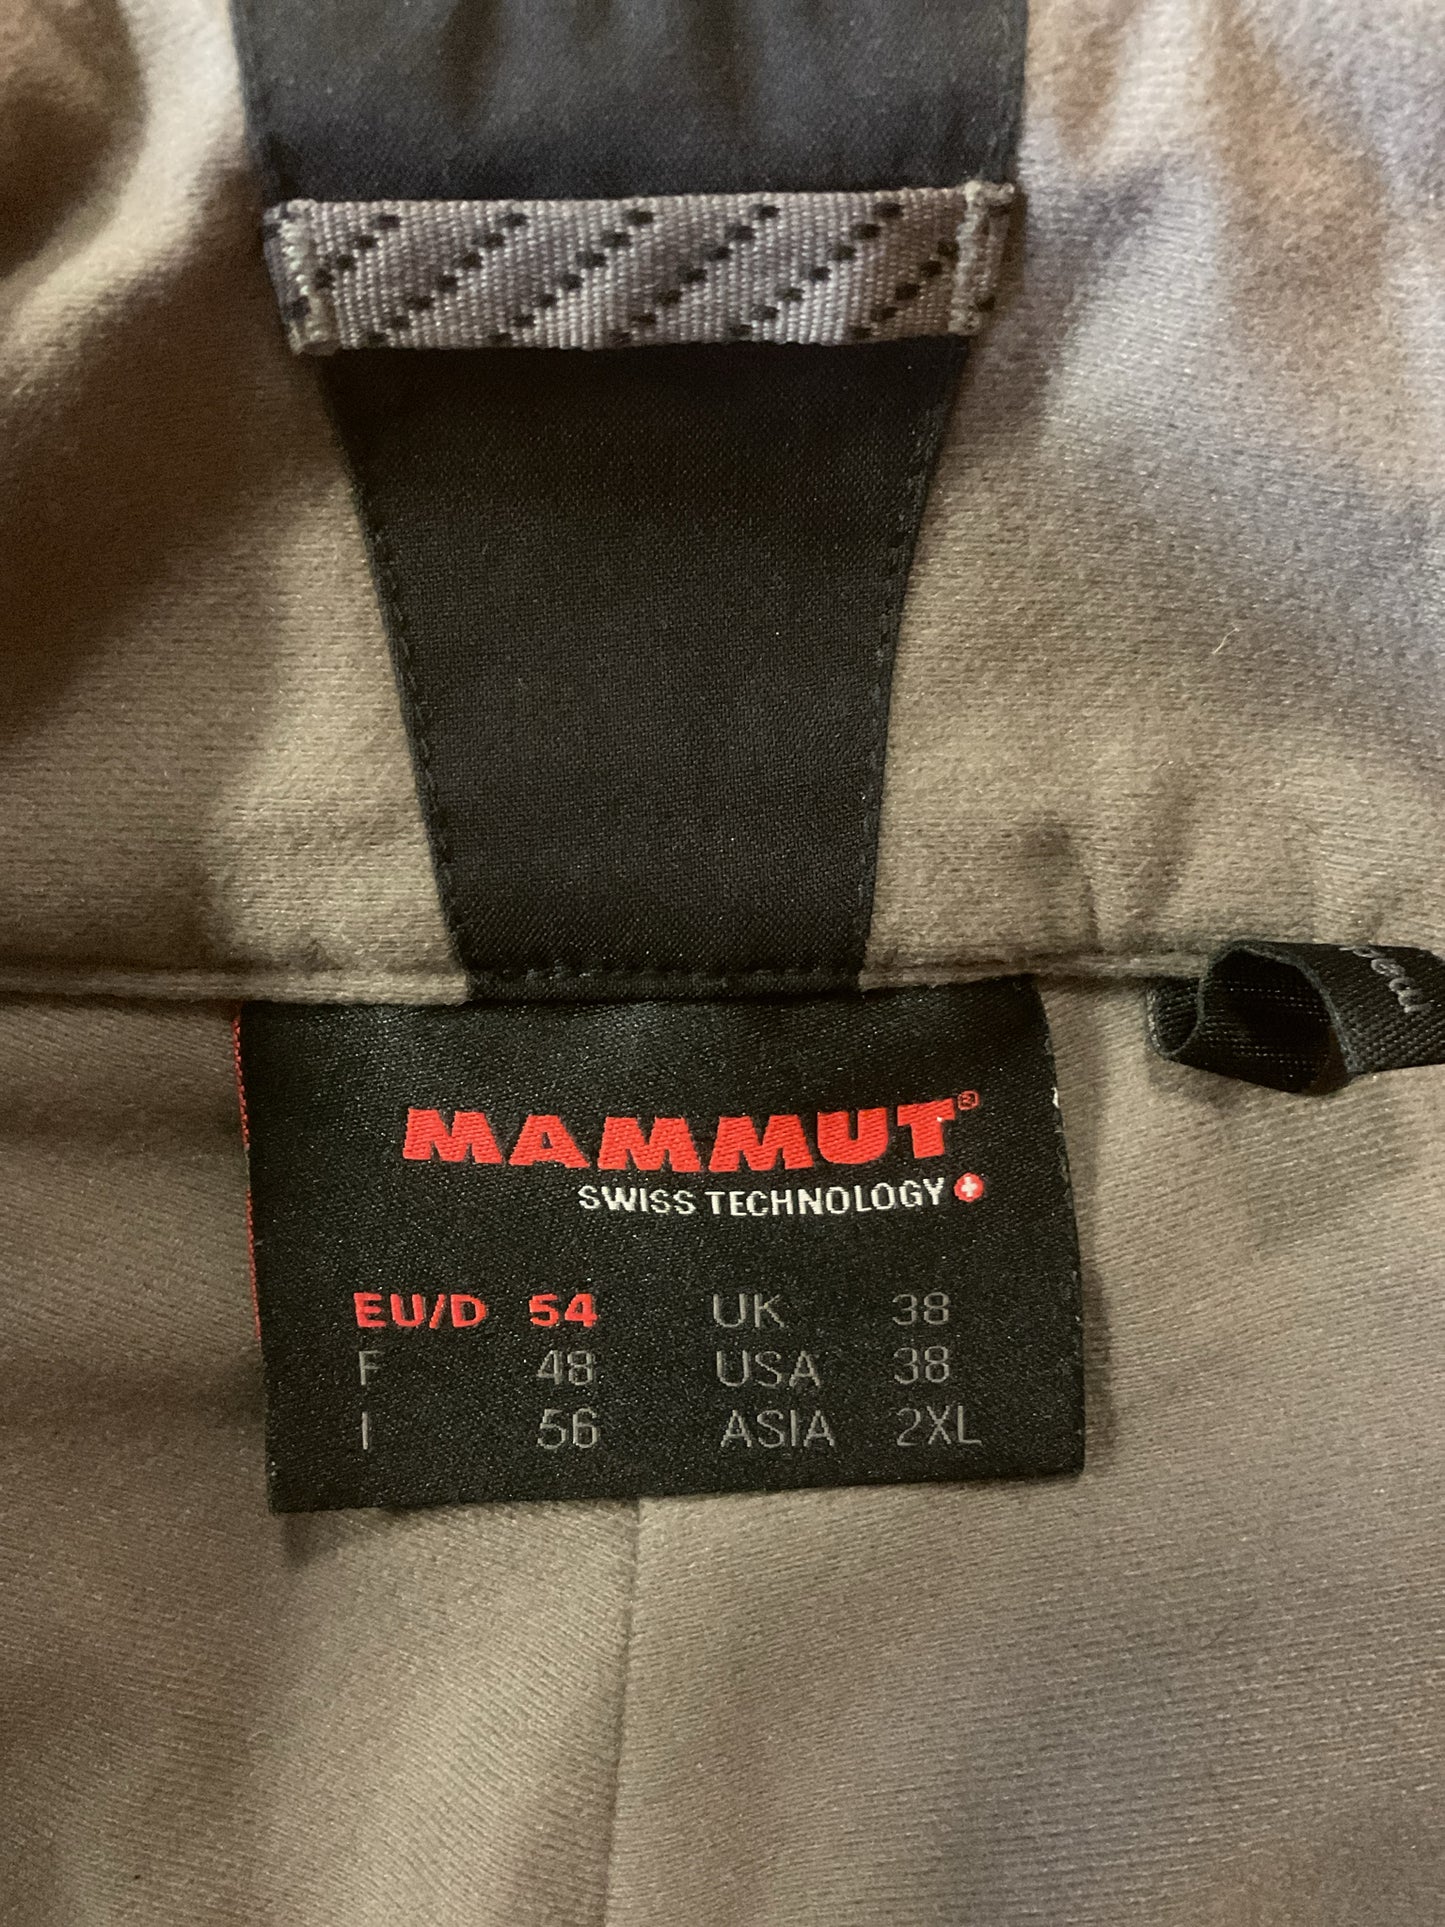 MAMMUT®
SWISS TECHNOLOGY
EU/D 54 UK 38
F 48 USA 38
I 56 ASIA 2XL